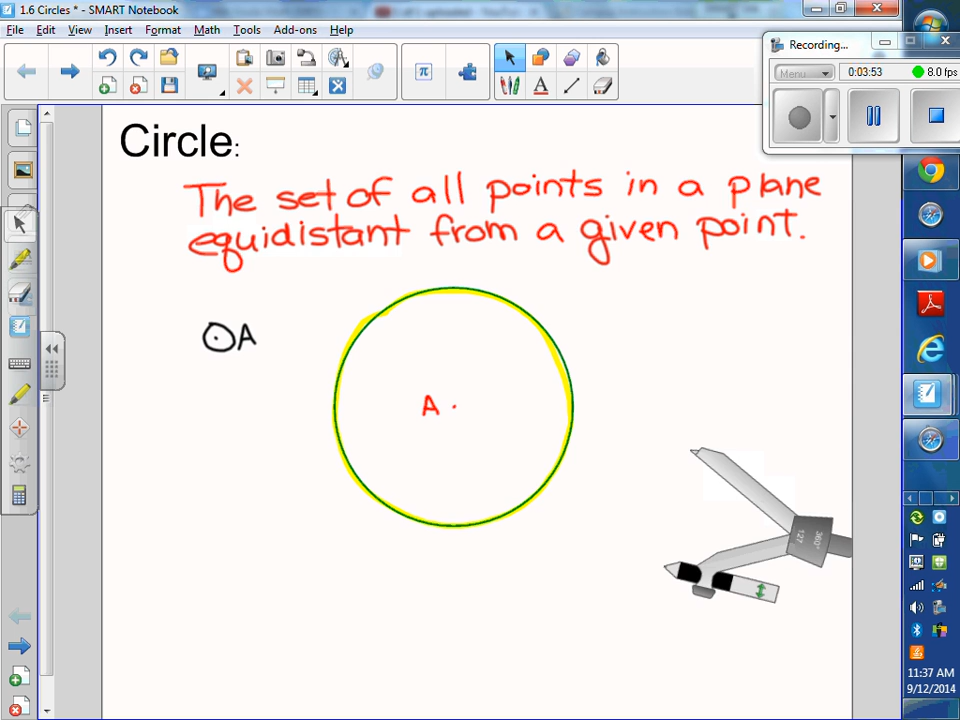 1.6 Circles * - SMART Notebook
File Edit View Insert Format Math Tools Add-ons Help
Recording...
Menu 0:03:53 8.0 fps
Circle:
The set of all points in a plane
equidistant from a given point.
⊙A
A
360°
127
11:37 AM
9/12/2014